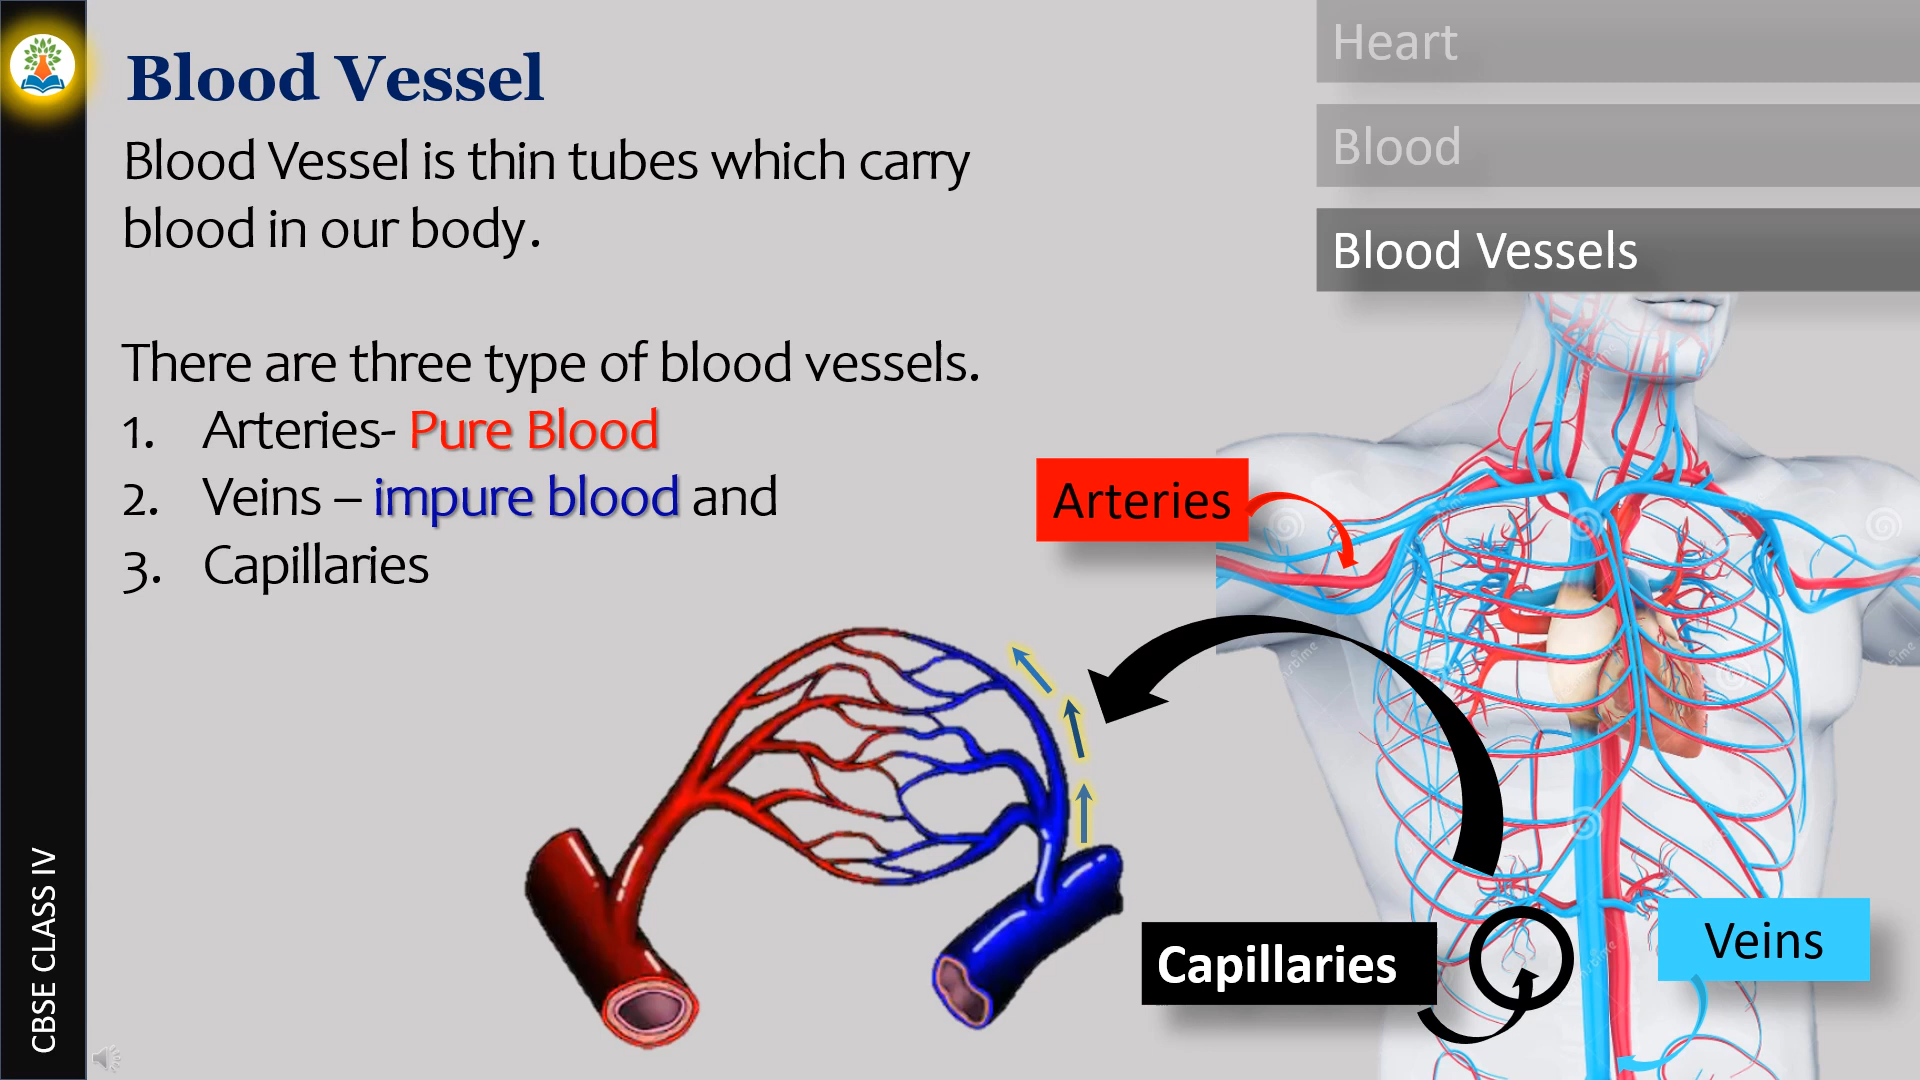 Blood Vessel
Blood Vessel is thin tubes which carry
blood in our body.
There are three type of blood vessels.
1. Arteries- Pure Blood
2. Veins – impure blood and
3. Capillaries
Heart
Blood
Blood Vessels
Arteries
Capillaries
Veins
CBSE CLASS IV